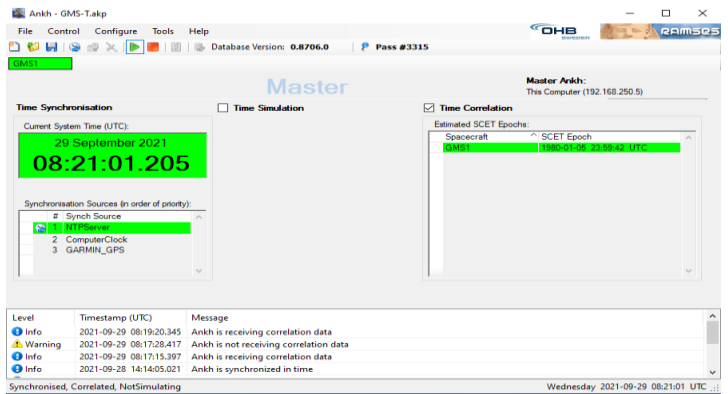 Ankh - GMS-T.akp
File Control Configure Tools Help
OHB
SWEDEN
RAMSES
Database Version: 0.8706.0 Pass #3315
GMS1
Master
Master Ankh:
This Computer (192.168.250.5)
Time Synchronisation
Time Simulation
Time Correlation
Current System Time (UTC):
29 September 2021
08:21:01.205
Estimated SCET Epochs:
Spacecraft SCET Epoch
GMS1 1980-01-05 23:59:42 UTC
Synchronisation Sources (in order of priority):
# Synch Source
1 NTPServer
2 ComputerClock
3 GARMIN_GPS
Level Timestamp (UTC) Message
Info 2021-09-29 08:19:20.345 Ankh is receiving correlation data
Warning 2021-09-29 08:17:28.417 Ankh is not receiving correlation data
Info 2021-09-29 08:17:15.397 Ankh is receiving correlation data
Info 2021-09-28 14:14:05.021 Ankh is synchronized in time
Synchronised, Correlated, NotSimulating Wednesday 2021-09-29 08:21:01 UTC